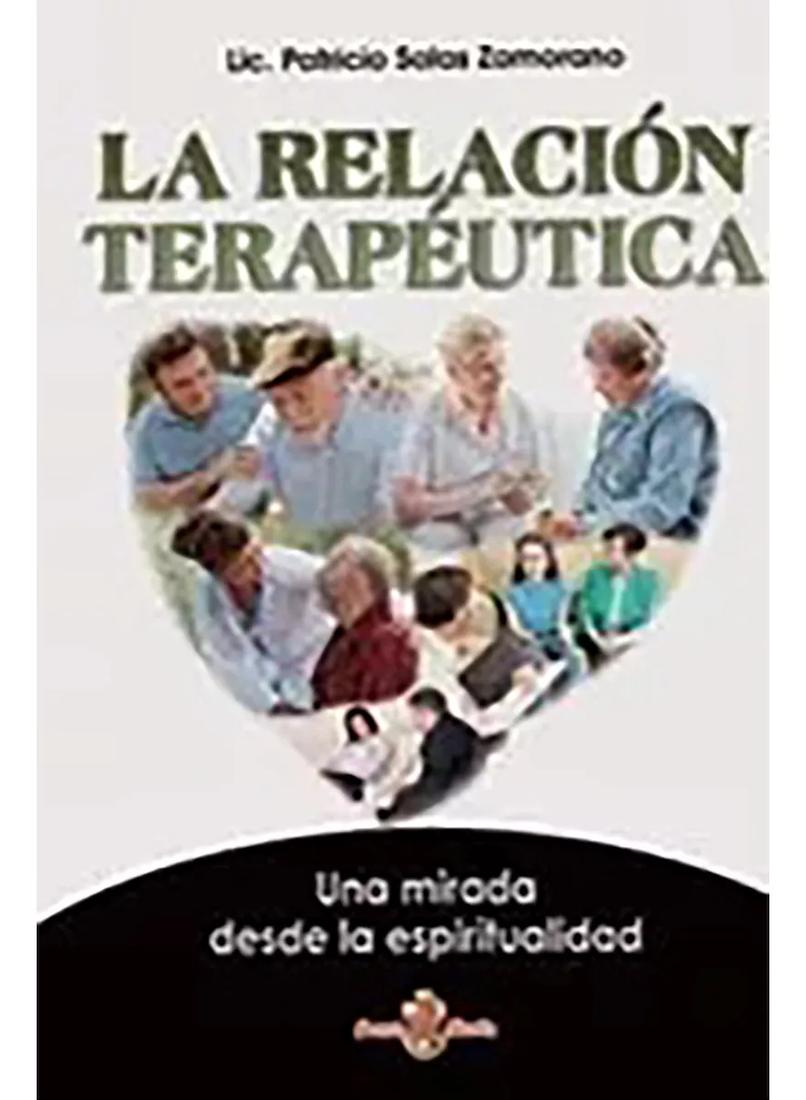 Lic. Patricio Salas Zamorano
LA RELACIÓN
TERAPÉUTICA
Una mirada
desde la espiritualidad